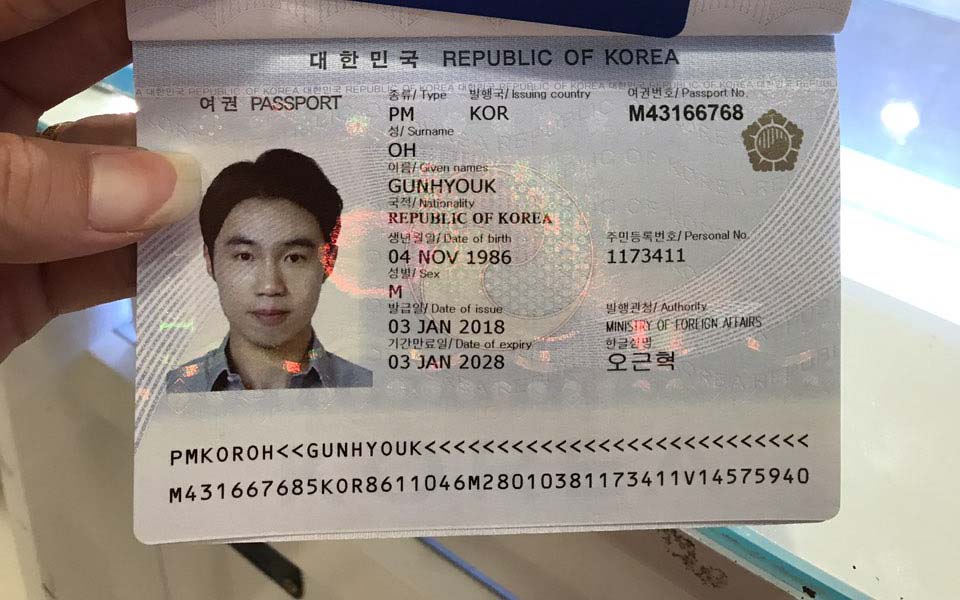 대한민국 REPUBLIC OF KOREA
여권 PASSPORT
종류/ Type 발행국/ Issuing country 여권번호/ Passport No.
PM KOR M43166768
성/ Surname
OH
이름/ Given names
GUNHYOUK
국적/ Nationality
REPUBLIC OF KOREA
생년월일/ Date of birth 주민등록번호/ Personal No.
04 NOV 1986 1173411
성별/ Sex
M
발급일/ Date of issue 발행관청/ Authority
03 JAN 2018 MINISTRY OF FOREIGN AFFAIRS
기간만료일/ Date of expiry 한글성명
03 JAN 2028 오근혁
PMKOROH<<GUNHYOUK<<<<<<<<<<<<<<<<<<<<<<<<<<<
M431667685KOR8611046M28010381173411V14575940